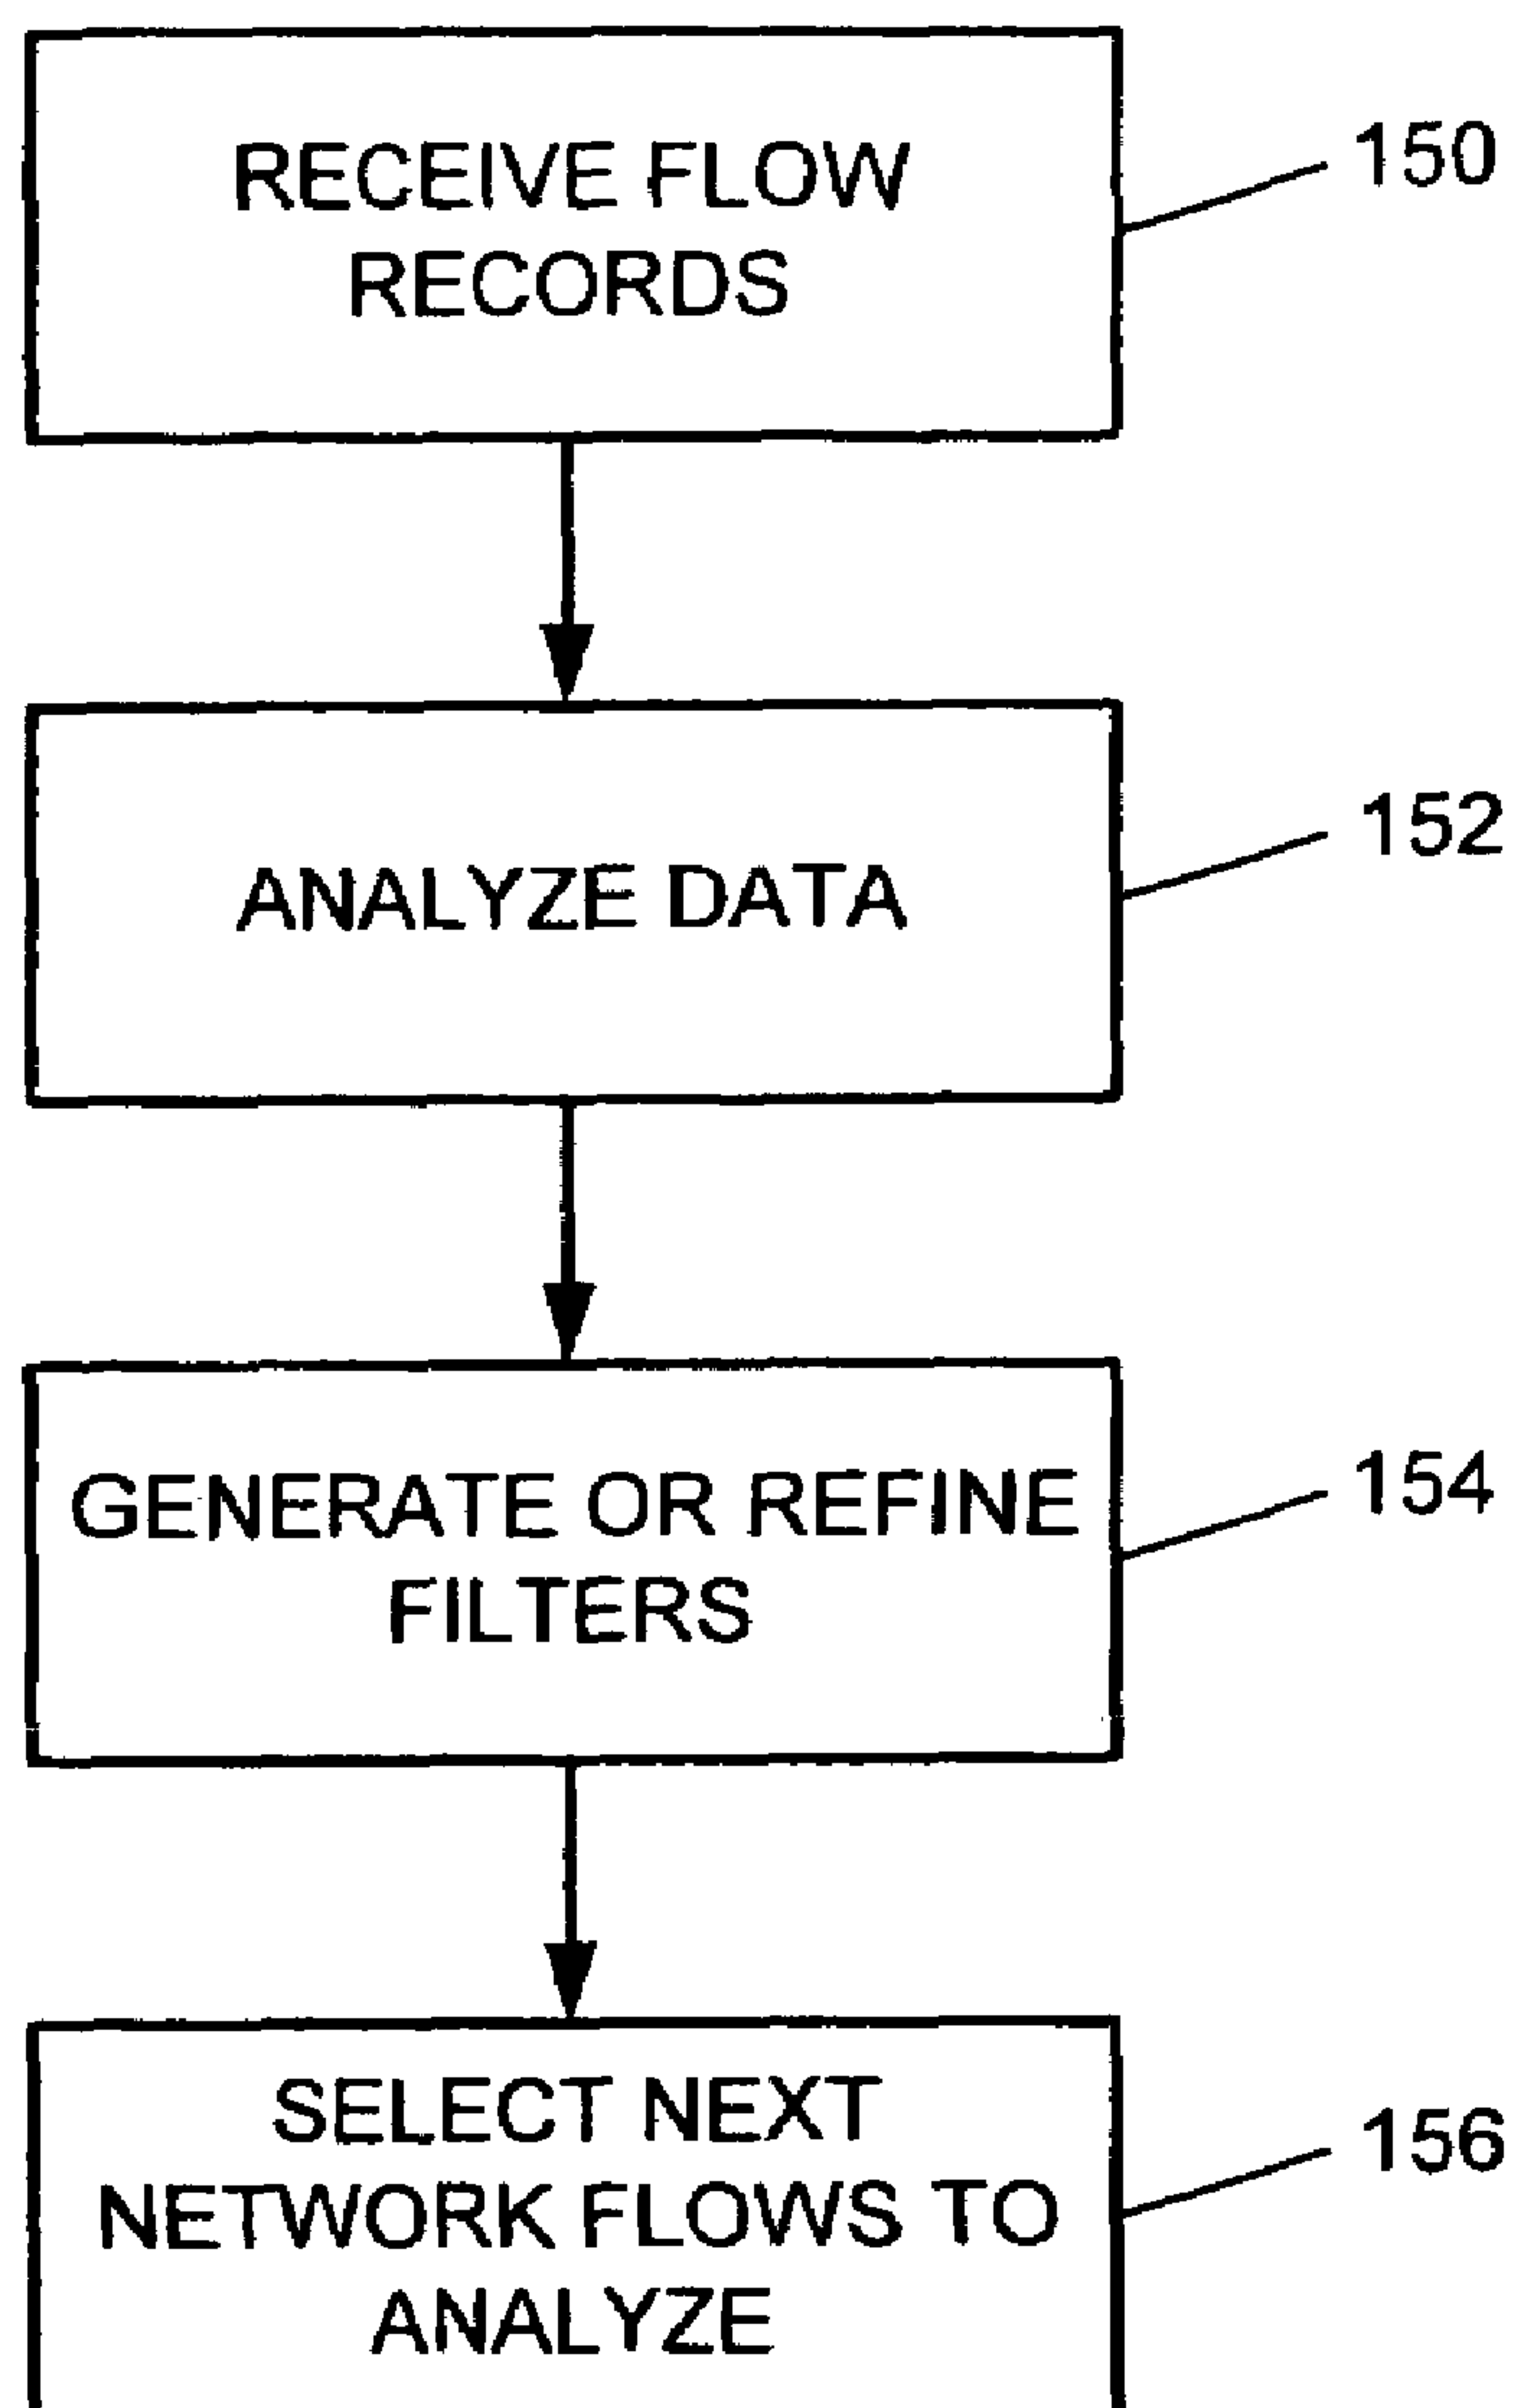 RECEIVE FLOW
RECORDS
150
ANALYZE DATA
152
GENERATE OR REFINE
FILTERS
154
SELECT NEXT
NETWORK FLOWS TO
ANALYZE
156